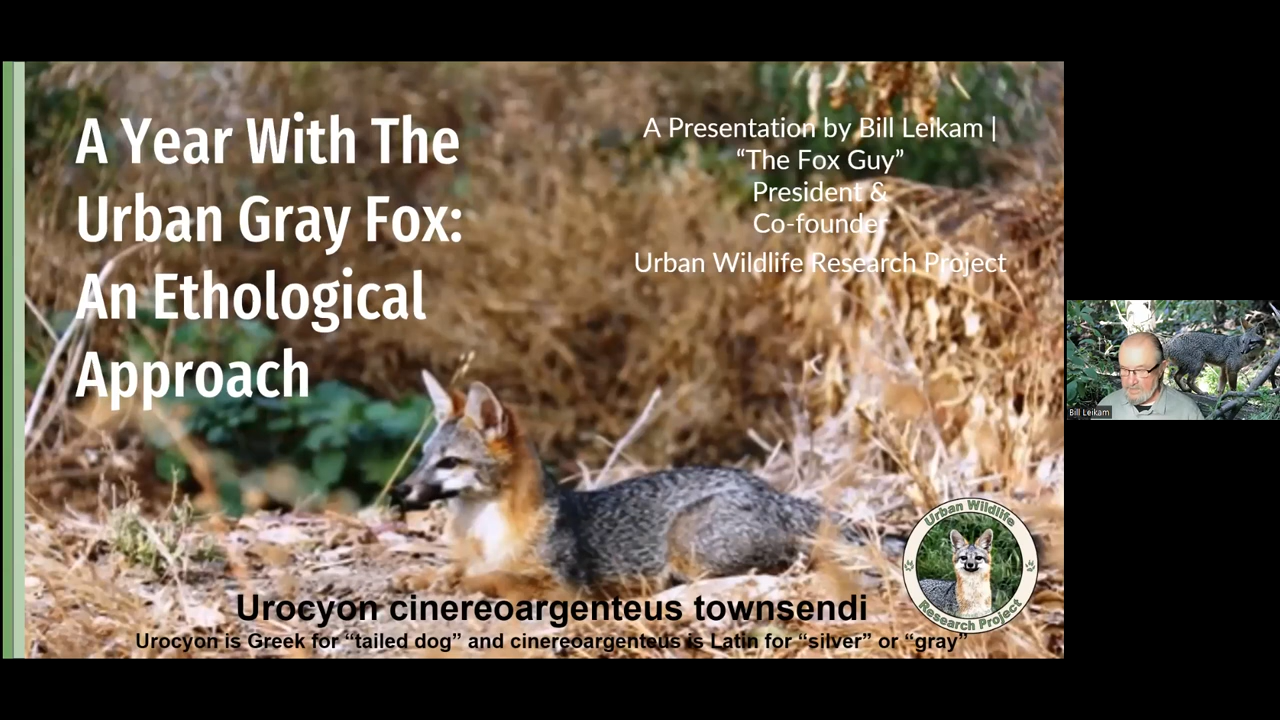 A Year With The
Urban Gray Fox:
An Ethological
Approach
A Presentation by Bill Leikam |
“The Fox Guy”
President &
Co-founder
Urban Wildlife Research Project
Bill Leikam
Urban Wildlife
Research Project
Urocyon cinereoargenteus townsendi
Urocyon is Greek for “tailed dog” and cinereoargenteus is Latin for “silver” or “gray”